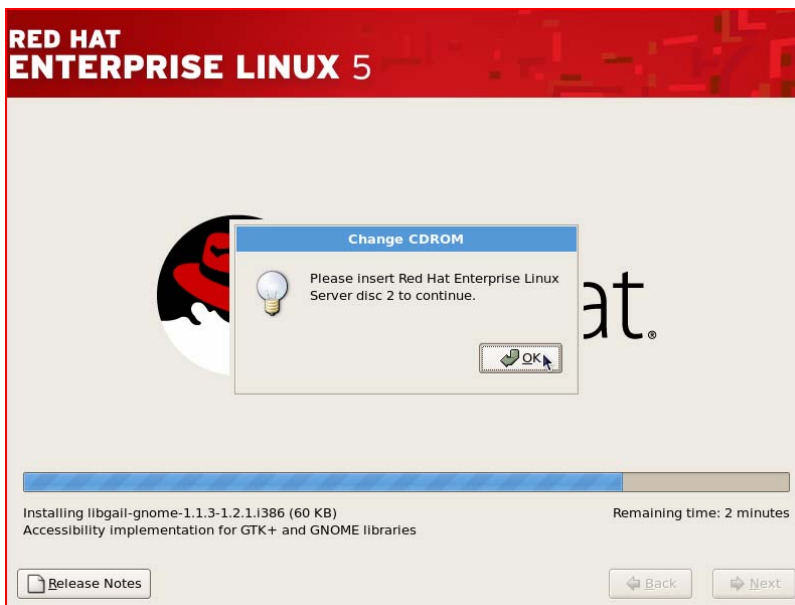 RED HAT
ENTERPRISE LINUX 5
Change CDROM
Please insert Red Hat Enterprise Linux
Server disc 2 to continue.
OK
at.
®
Installing libgail-gnome-1.1.3-1.2.1.i386 (60 KB)
Remaining time: 2 minutes
Accessibility implementation for GTK+ and GNOME libraries
Release Notes
Back
Next